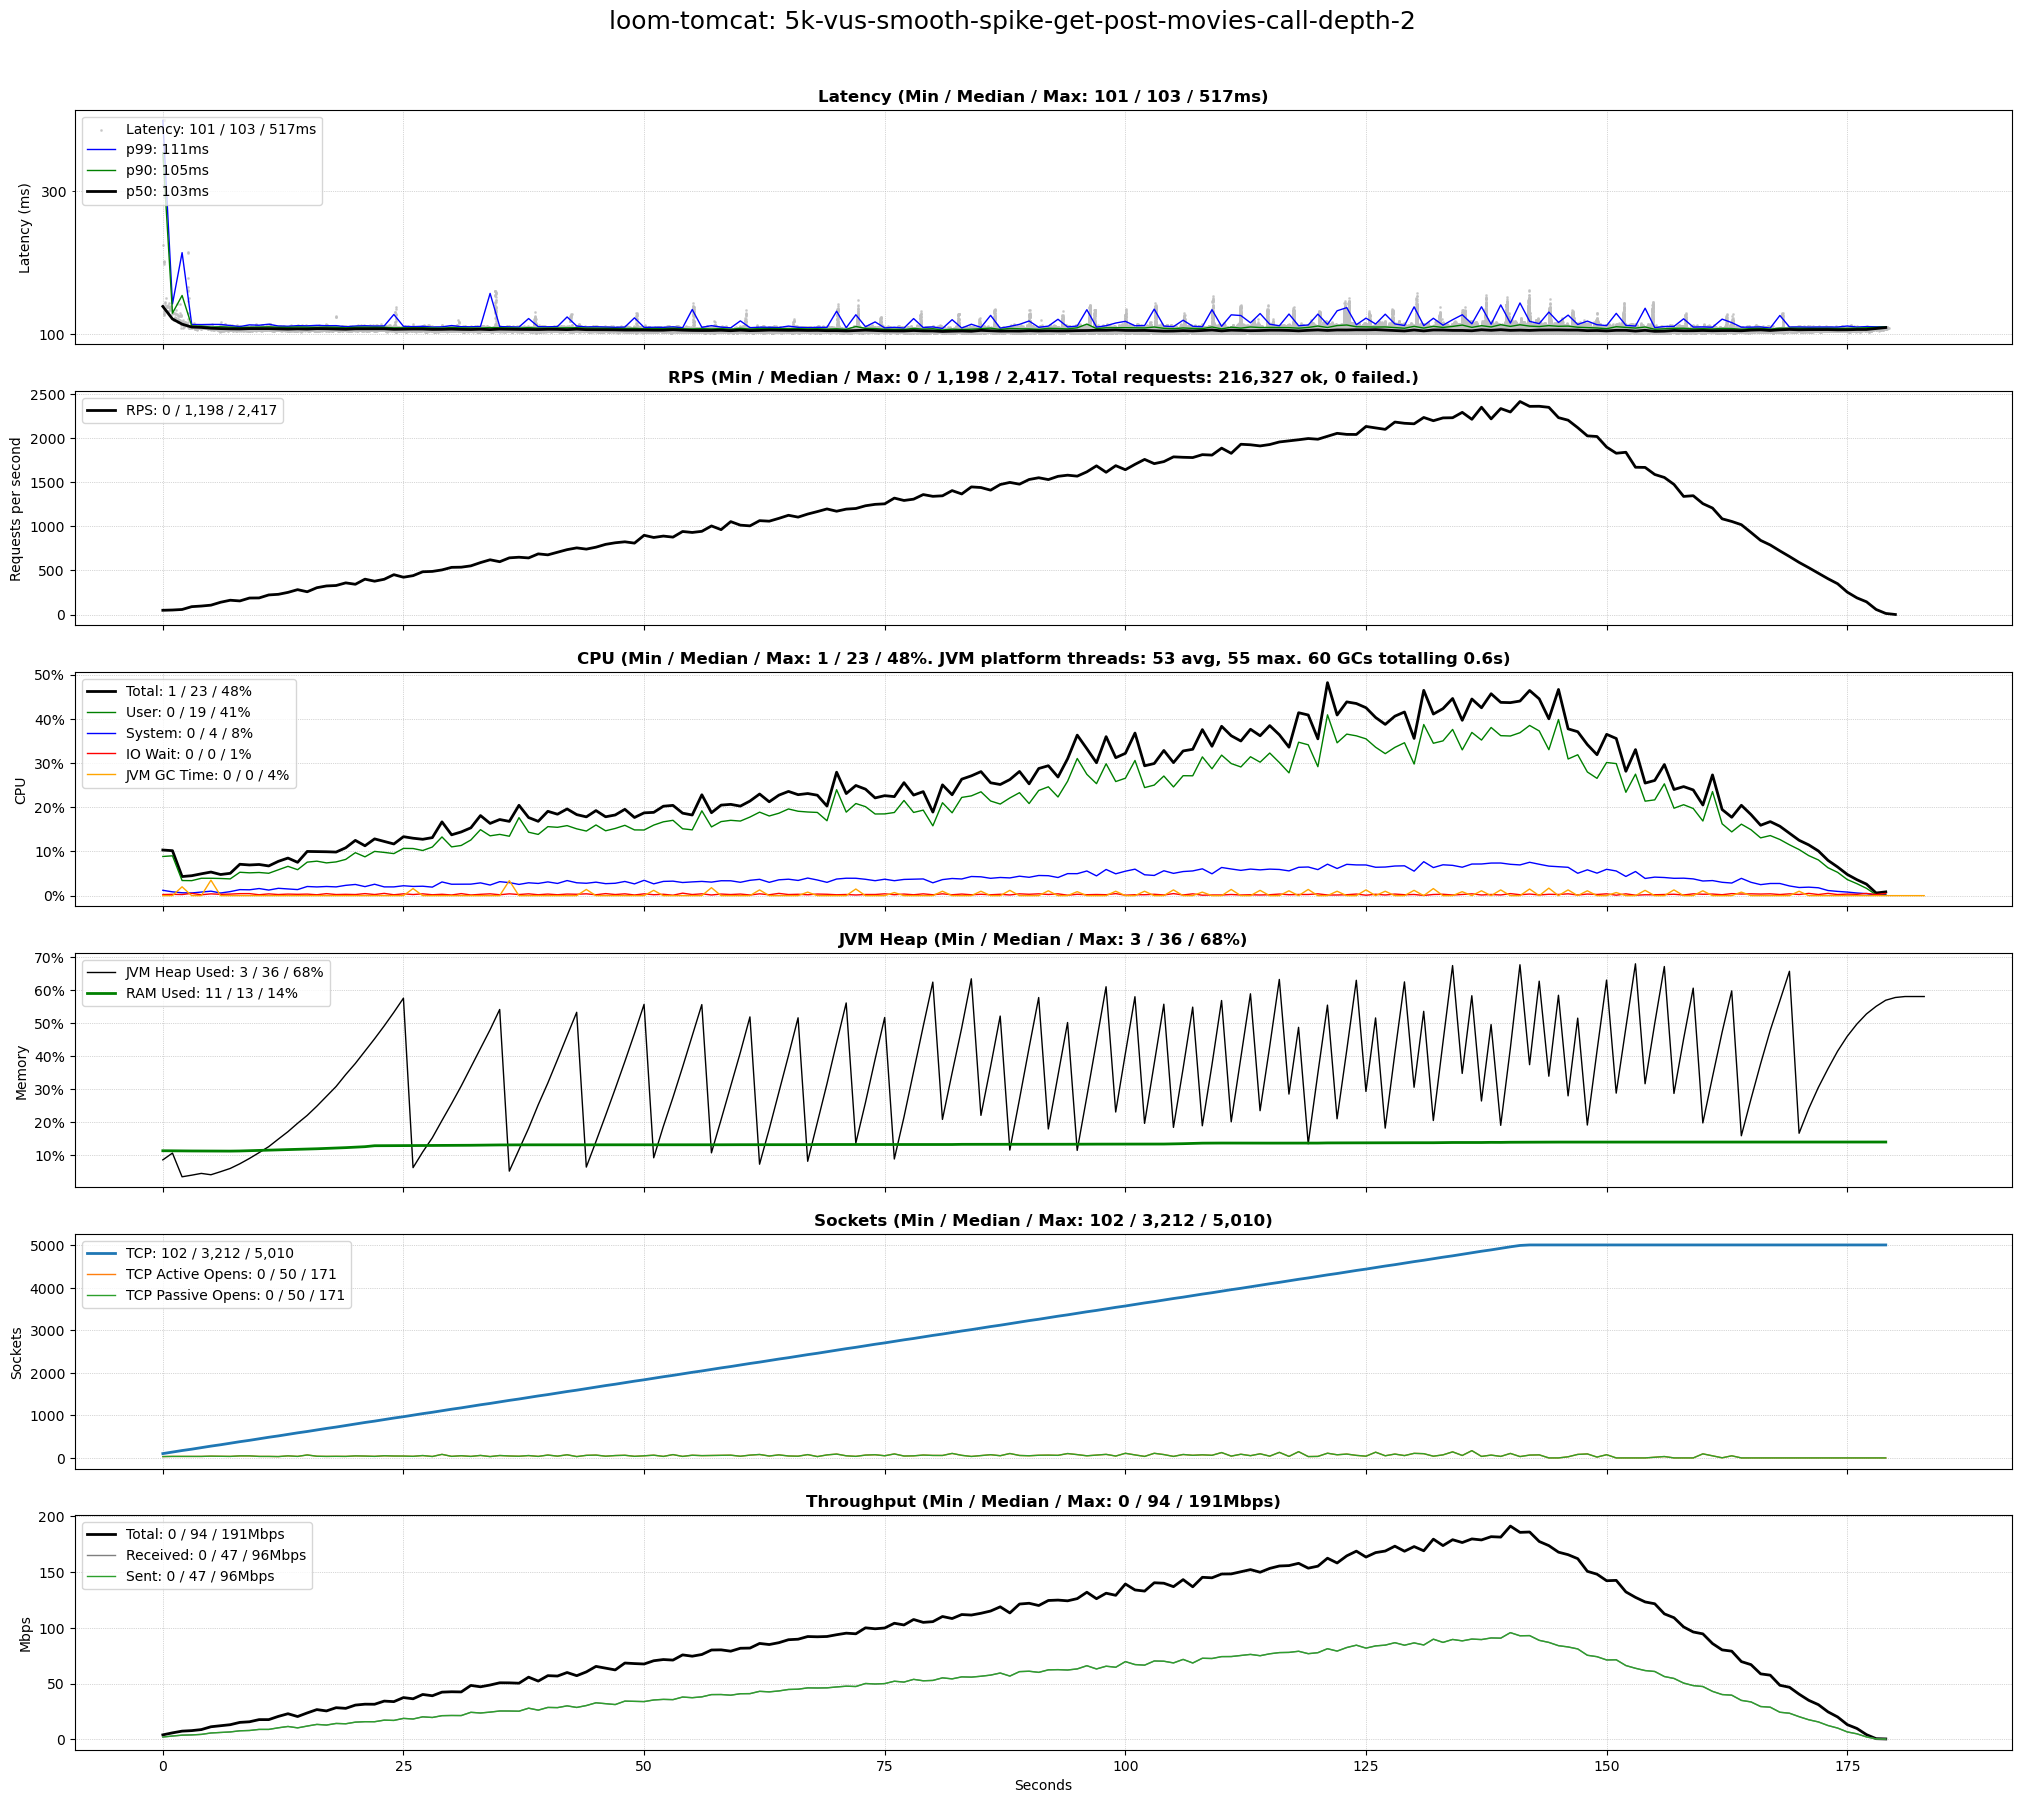 loom-tomcat: 5k-vus-smooth-spike-get-post-movies-call-depth-2
Latency (Min / Median / Max: 101 / 103 / 517ms)
Latency: 101 / 103 / 517ms
p99: 111ms
p90: 105ms
p50: 103ms
Latency (ms)
300
100
RPS (Min / Median / Max: 0 / 1,198 / 2,417. Total requests: 216,327 ok, 0 failed.)
RPS: 0 / 1,198 / 2,417
Requests per second
2500
2000
1500
1000
500
0
CPU (Min / Median / Max: 1 / 23 / 48%. JVM platform threads: 53 avg, 55 max. 60 GCs totalling 0.6s)
Total: 1 / 23 / 48%
User: 0 / 19 / 41%
System: 0 / 4 / 8%
IO Wait: 0 / 0 / 1%
JVM GC Time: 0 / 0 / 4%
CPU
50%
40%
30%
20%
10%
0%
JVM Heap (Min / Median / Max: 3 / 36 / 68%)
JVM Heap Used: 3 / 36 / 68%
RAM Used: 11 / 13 / 14%
Memory
70%
60%
50%
40%
30%
20%
10%
Sockets (Min / Median / Max: 102 / 3,212 / 5,010)
TCP: 102 / 3,212 / 5,010
TCP Active Opens: 0 / 50 / 171
TCP Passive Opens: 0 / 50 / 171
Sockets
5000
4000
3000
2000
1000
0
Throughput (Min / Median / Max: 0 / 94 / 191Mbps)
Total: 0 / 94 / 191Mbps
Received: 0 / 47 / 96Mbps
Sent: 0 / 47 / 96Mbps
Mbps
200
150
100
50
0
0 25 50 75 100 125 150 175
Seconds